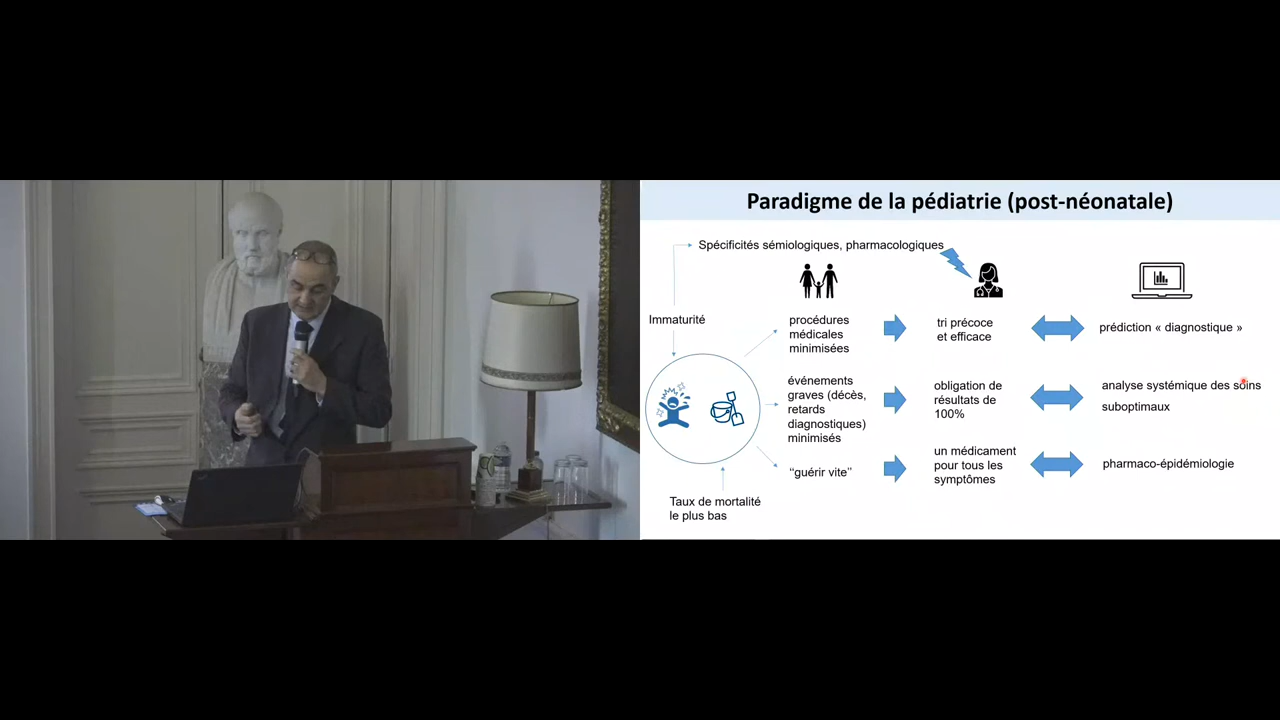 Paradigme de la pédiatrie (post-néonatale)
Spécificités sémiologiques, pharmacologiques
Immaturité
procédures
médicales
minimisées
tri précoce
et efficace
prédiction « diagnostique »
événements
graves (décès,
retards
diagnostiques)
minimisés
obligation de
résultats de
100%
analyse systémique des soins
suboptimaux
“guérir vite”
un médicament
pour tous les
symptômes
pharmaco-épidémiologie
Taux de mortalité
le plus bas